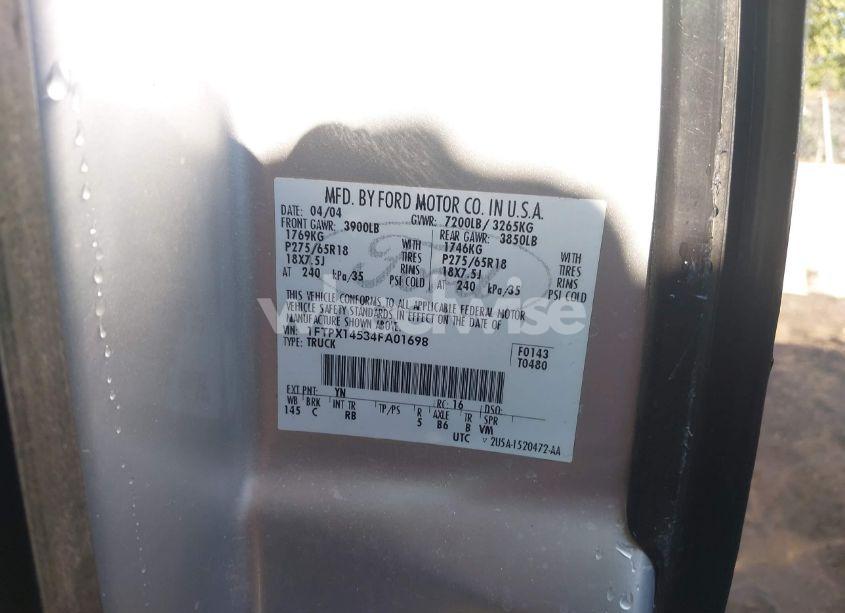 MFD. BY FORD MOTOR CO. IN U.S.A.
DATE: 04/04 GVWR: 7200LB/ 3265KG
FRONT GAWR: 3900LB REAR GAWR: 3850LB
1769KG WITH 1746KG WITH
P275/65R18 TIRES P275/65R18 TIRES
18X7.5J RIMS 18X7.5J RIMS
AT 240 kPa/35 PSI COLD AT 240 kPa/35 PSI COLD
Ford
THIS VEHICLE CONFORMS TO ALL APPLICABLE FEDERAL MOTOR
VEHICLE SAFETY STANDARDS IN EFFECT ON THE DATE OF
MANUFACTURE SHOWN ABOVE.
VIN: 1FTPX14534FA01698
TYPE: TRUCK
F0143
T0480
EXT PNT: YN RC: 16 DSO:
WB BRK INT TR TP/PS R AXLE TR SPR
145 C RB 5 B6 B VM
UTC ▽ 2U5A-1520472-AA